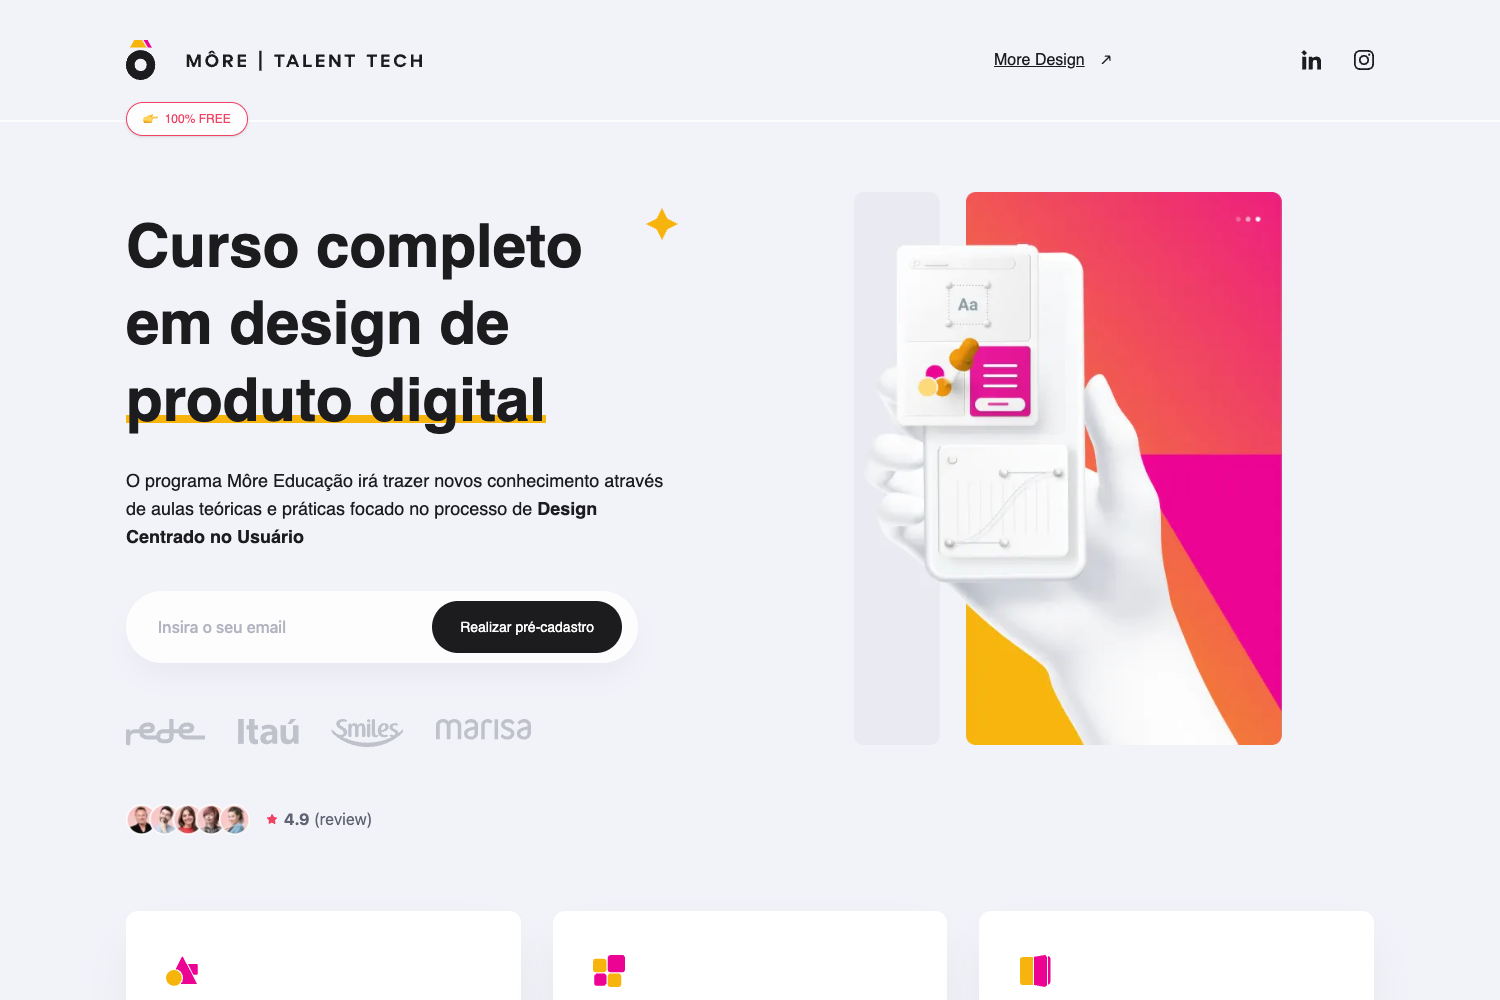 MÔRE | TALENT TECH
More Design
100% FREE
Curso completo
em design de
produto digital
O programa Môre Educação irá trazer novos conhecimento através
de aulas teóricas e práticas focado no processo de Design
Centrado no Usuário
Insira o seu email
Realizar pré-cadastro
rede Itaú Smiles marisa
4.9 (review)
Aa